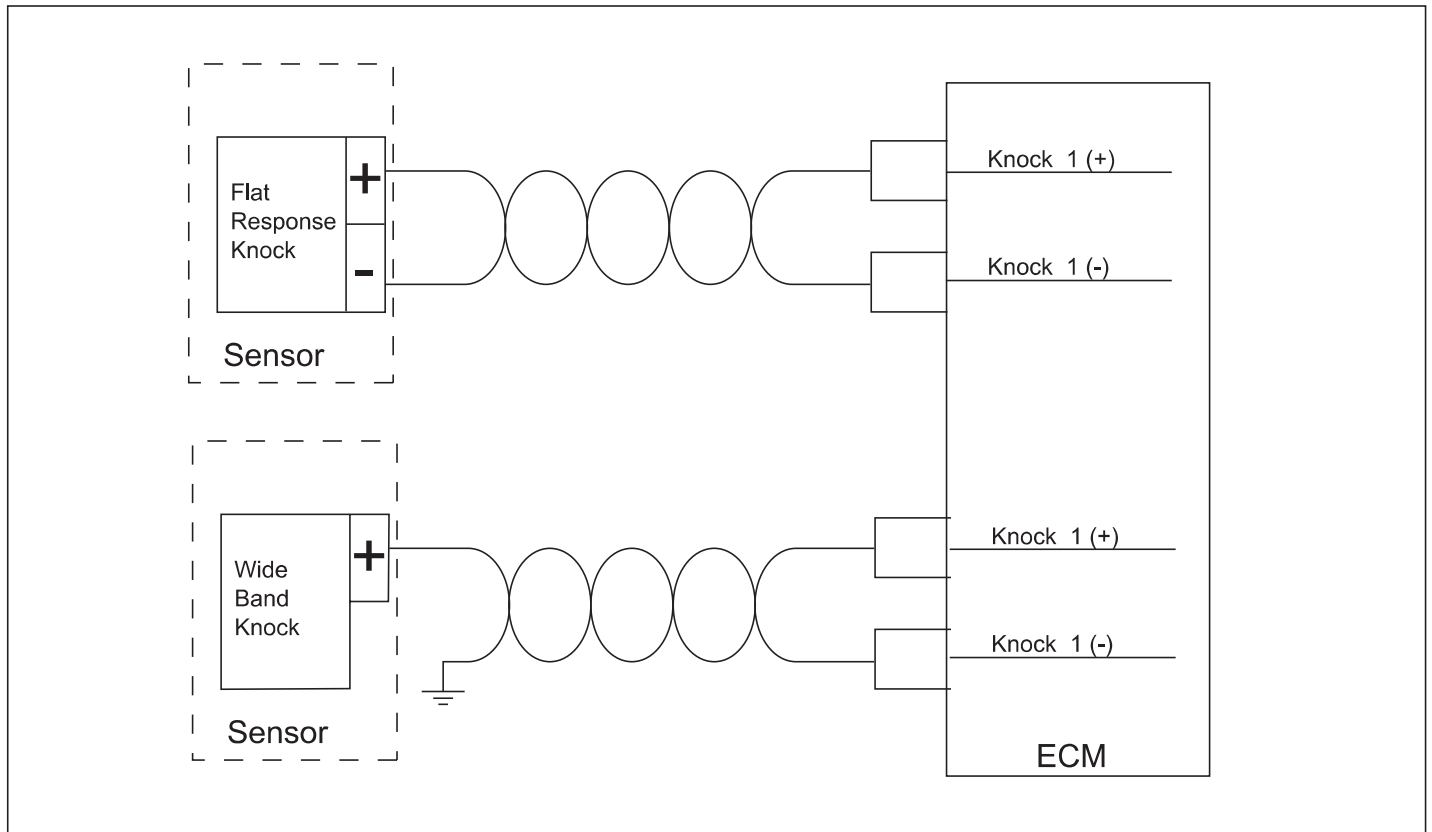 Flat
Response
Knock
+
-
Sensor
Knock 1 (+)
Knock 1 (-)
Wide
Band
Knock
+
Sensor
Knock 1 (+)
Knock 1 (-)
ECM